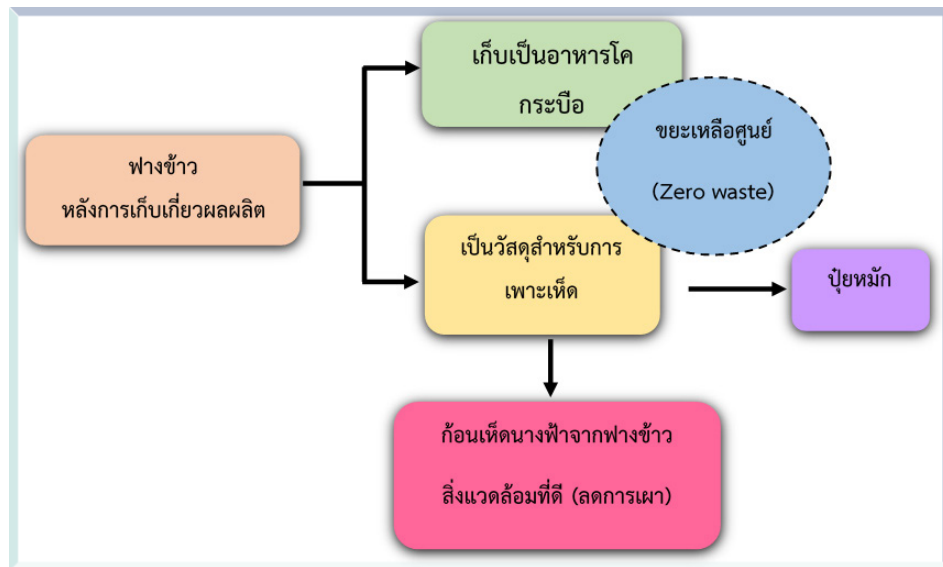 เก็บเป็นอาหารโค
กระบือ
ขยะเหลือศูนย์
(Zero waste)
ฟางข้าว
หลังการเก็บเกี่ยวผลผลิต
เป็นวัสดุสำหรับการ
เพาะเห็ด
ปุ๋ยหมัก
ก้อนเห็ดนางฟ้าจากฟางข้าว
สิ่งแวดล้อมที่ดี (ลดการเผา)